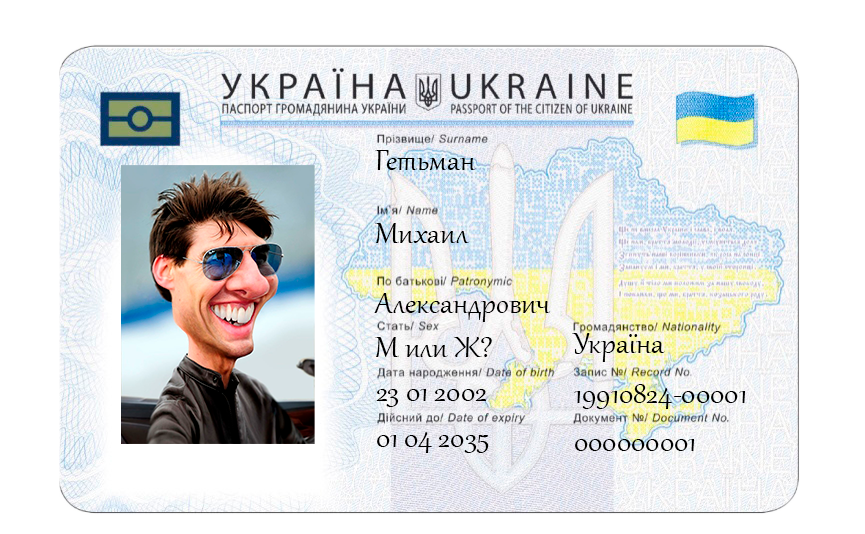 УКРАЇНА UKRAINE
ПАСПОРТ ГРОМАДЯНИНА УКРАЇНИ PASSPORT OF THE CITIZEN OF UKRAINE
Прізвище/ Surname
Гетьман
Ім'я/ Name
Михаил
По батькові/ Patronymic
Александрович
Стать/ Sex Громадянство/ Nationality
М или Ж? Україна
Дата народження/ Date of birth Запис №/ Record No.
23 01 2002 19910824-00001
Дійсний до/ Date of expiry Документ №/ Document No.
01 04 2035 000000001